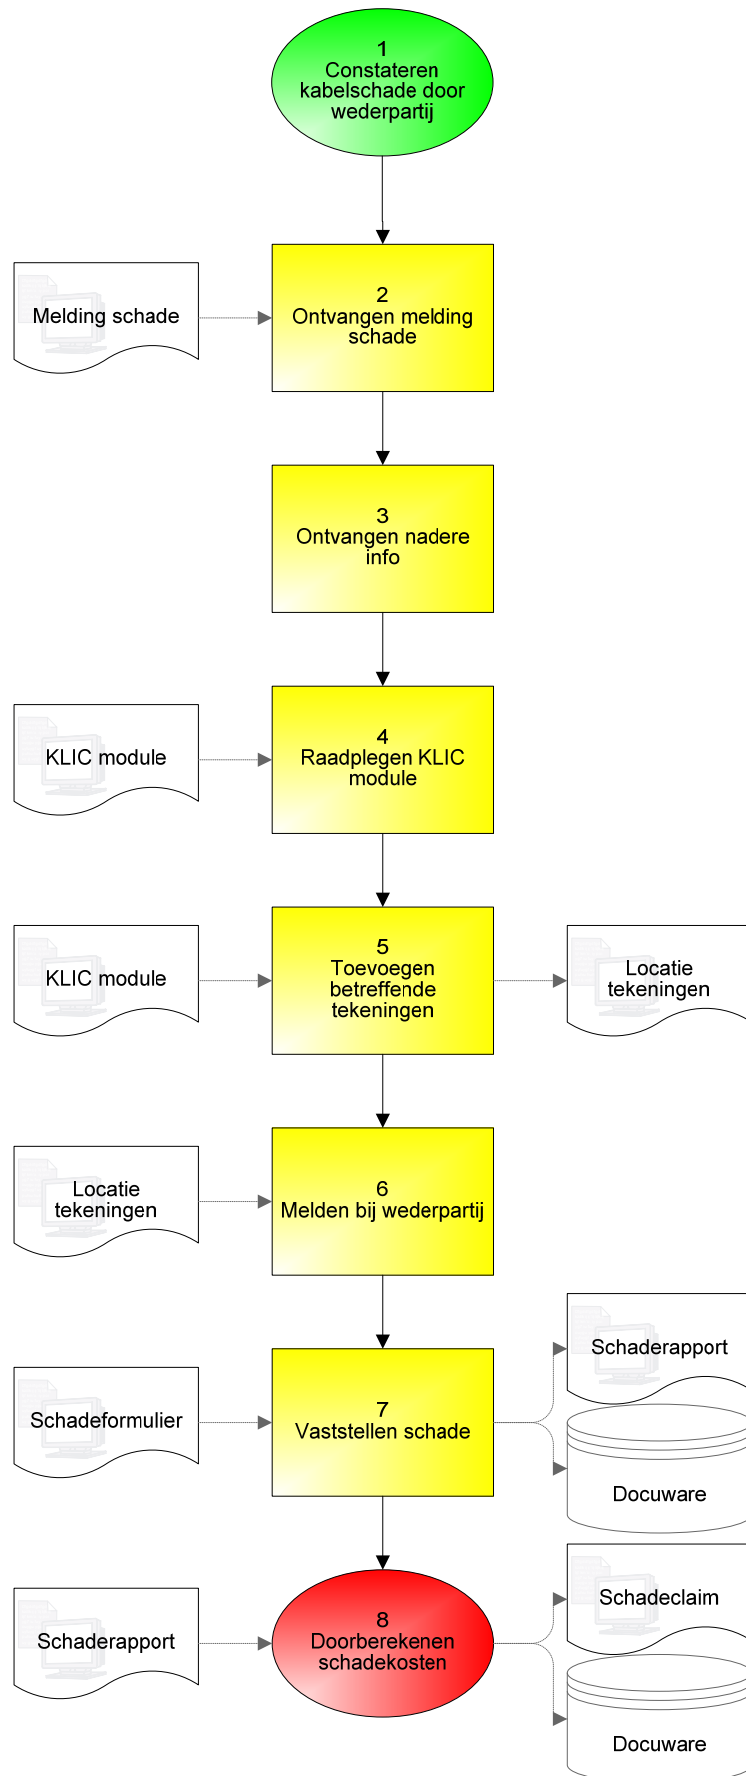 1
Constateren
kabelschade door
wederpartij
Melding schade
2
Ontvangen melding
schade
3
Ontvangen nadere
info
KLIC module
4
Raadplegen KLIC
module
KLIC module
5
Toevoegen
betreffende
tekeningen
Locatie
tekeningen
Locatie
tekeningen
6
Melden bij wederpartij
Schadeformulier
7
Vaststellen schade
Schaderapport
Docuware
Schaderapport
8
Doorberekenen
schadekosten
Schadeclaim
Docuware